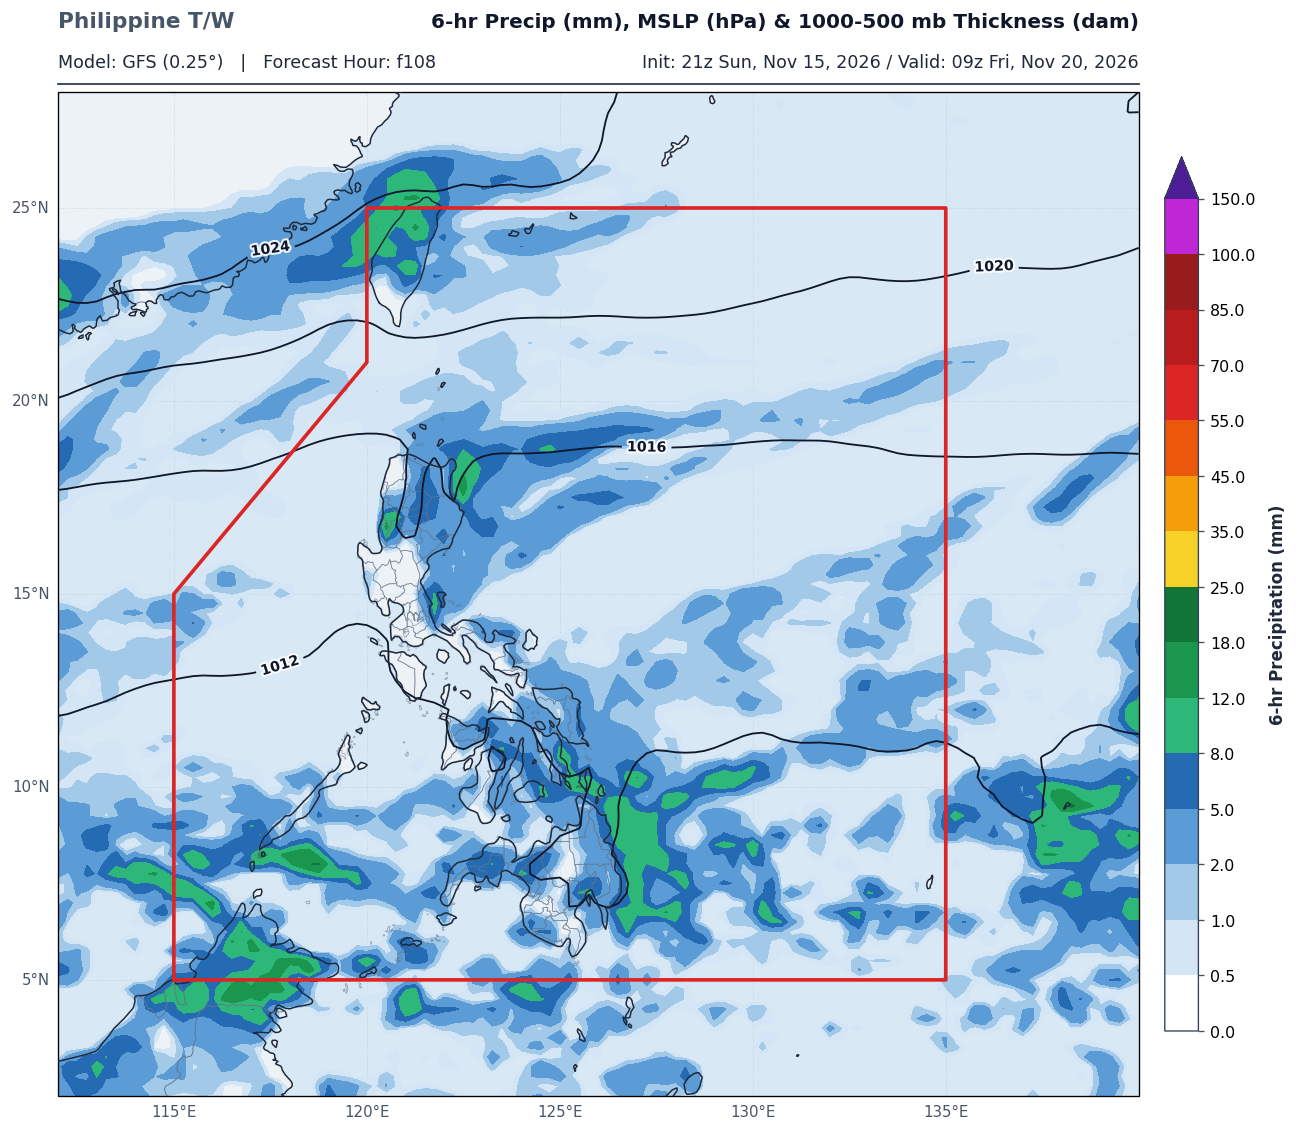 Philippine T/W
6-hr Precip (mm), MSLP (hPa) & 1000-500 mb Thickness (dam)
Model: GFS (0.25°) | Forecast Hour: f108
Init: 21z Sun, Nov 15, 2026 / Valid: 09z Fri, Nov 20, 2026
25°N
20°N
15°N
10°N
5°N
115°E
120°E
125°E
130°E
135°E
1024
1020
1016
1012
150.0
100.0
85.0
70.0
55.0
45.0
35.0
25.0
18.0
12.0
8.0
5.0
2.0
1.0
0.5
0.0
6-hr Precipitation (mm)